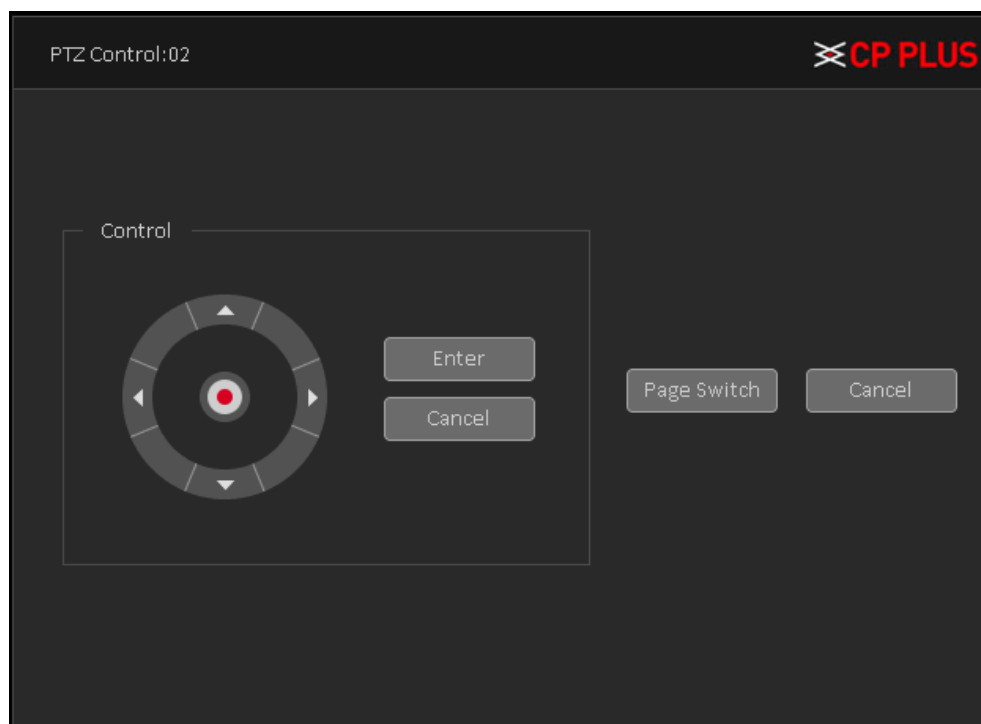 PTZ Control:02
CP PLUS
Control
Enter
Cancel
Page Switch
Cancel